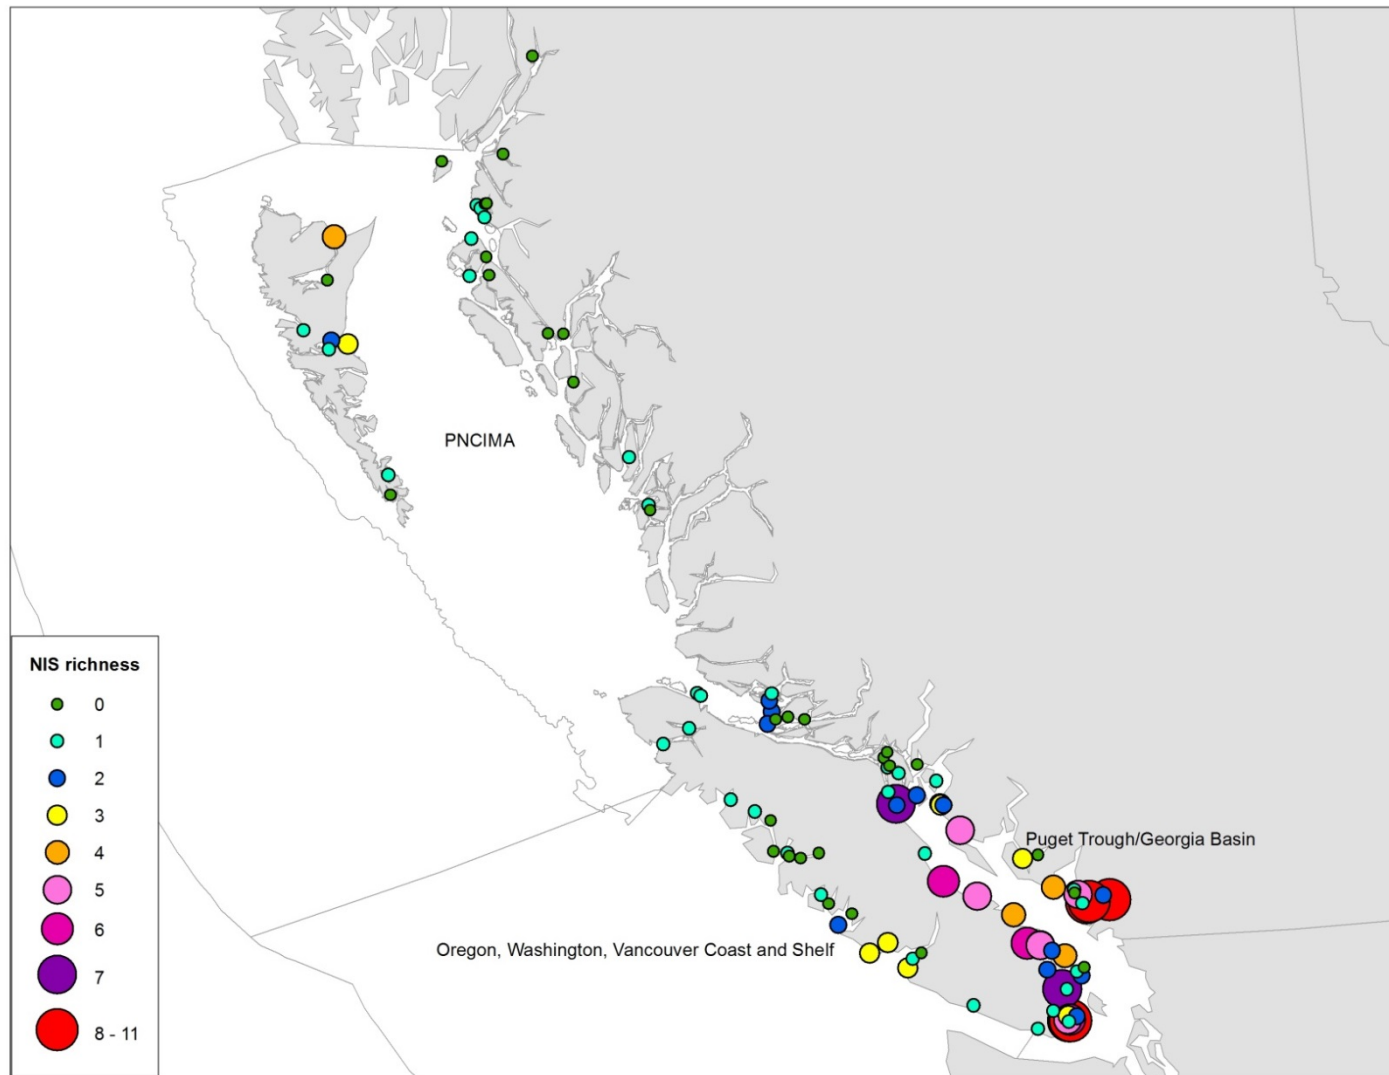 PNCIMA
Puget Trough/Georgia Basin
Oregon, Washington, Vancouver Coast and Shelf
NIS richness
0
1
2
3
4
5
6
7
8 - 11